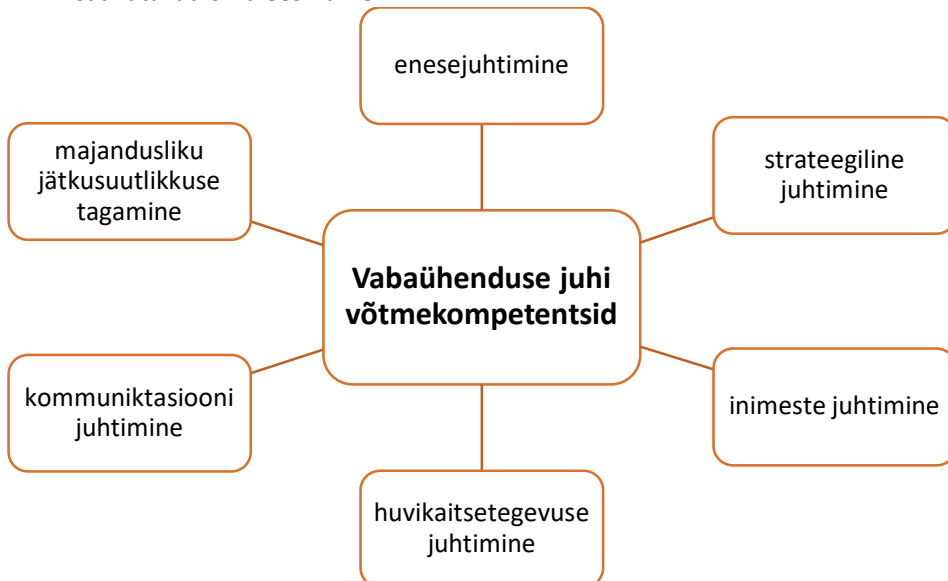 enesejuhtimine
majandusliku
jätkusuutlikkuse
tagamine
strateegiline
juhtimine
Vabaühenduse juhi
võtmekompetentsid
kommuniktasiooni
juhtimine
inimeste juhtimine
huvikaitsetegevuse
juhtimine